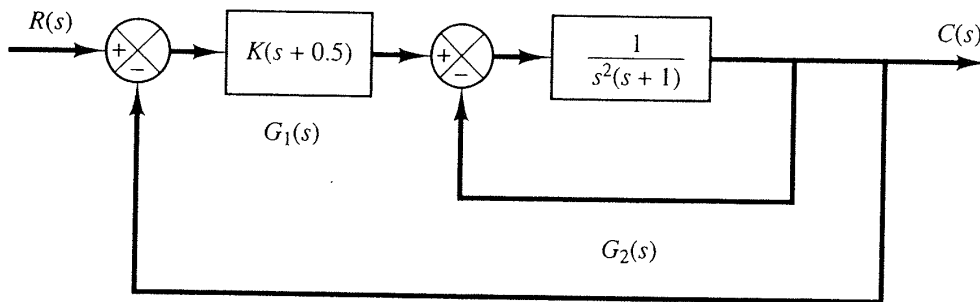 R(s)
+
−
K(s + 0.5)
G₁(s)
+
−
1
s²(s + 1)
G₂(s)
C(s)